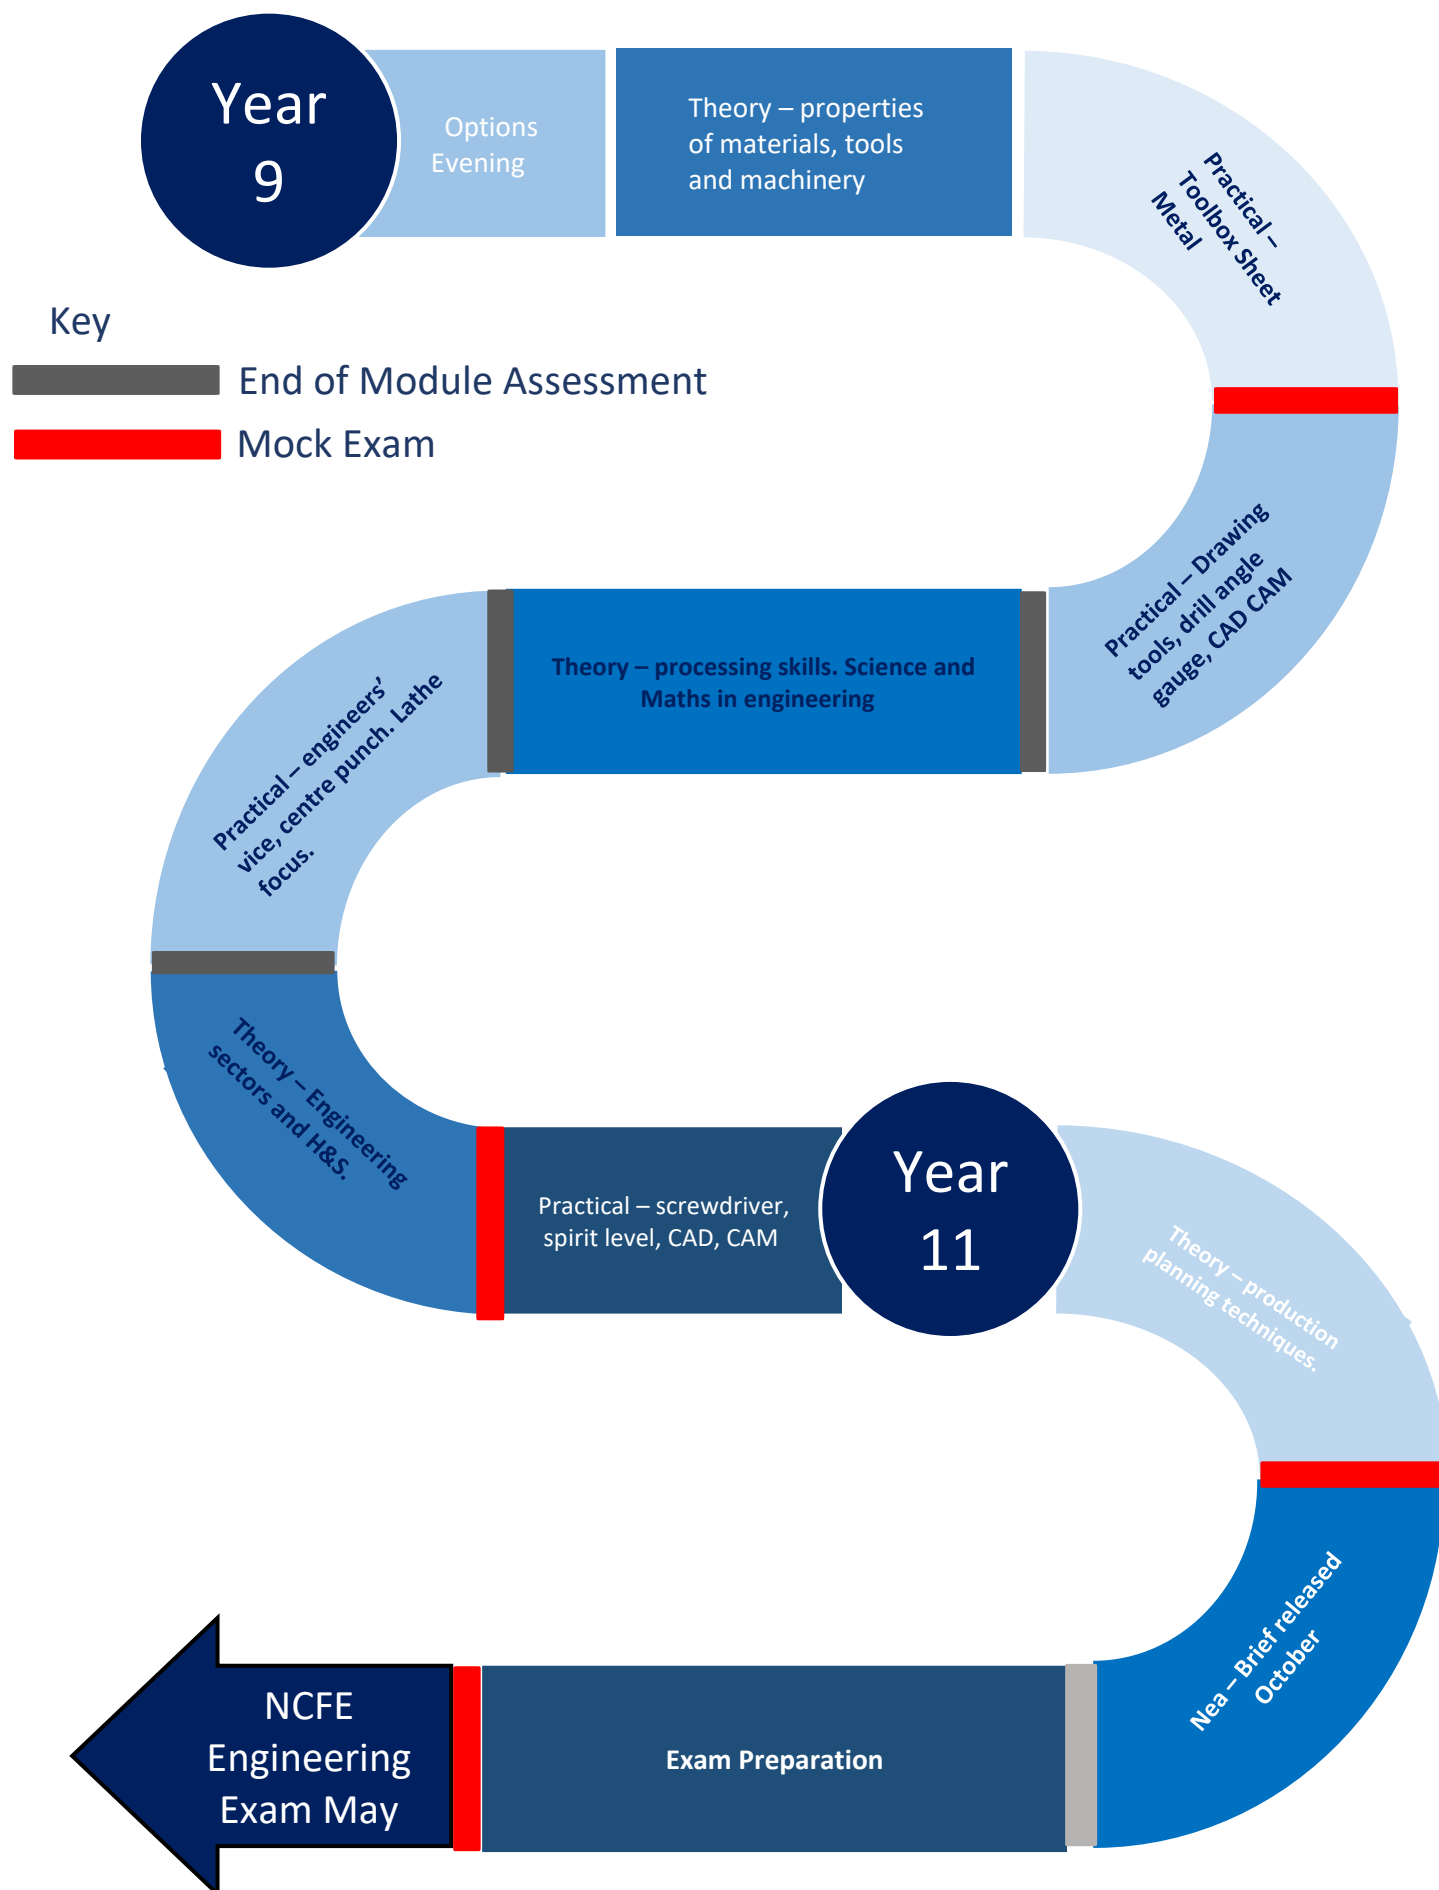 Year
9
Options
Evening
Theory – properties
of materials, tools
and machinery
Practical –
Toolbox Sheet
Metal
Key
End of Module Assessment
Mock Exam
Practical – Drawing
tools, drill angle
gauge, CAD CAM
Theory – processing skills. Science and
Maths in engineering
Practical – engineers’
vice, centre punch. Lathe
focus.
Theory – Engineering
sectors and H&S.
Practical – screwdriver,
spirit level, CAD, CAM
Year
11
Theory – production
planning techniques.
Nea – Brief released
October
Exam Preparation
NCFE
Engineering
Exam May